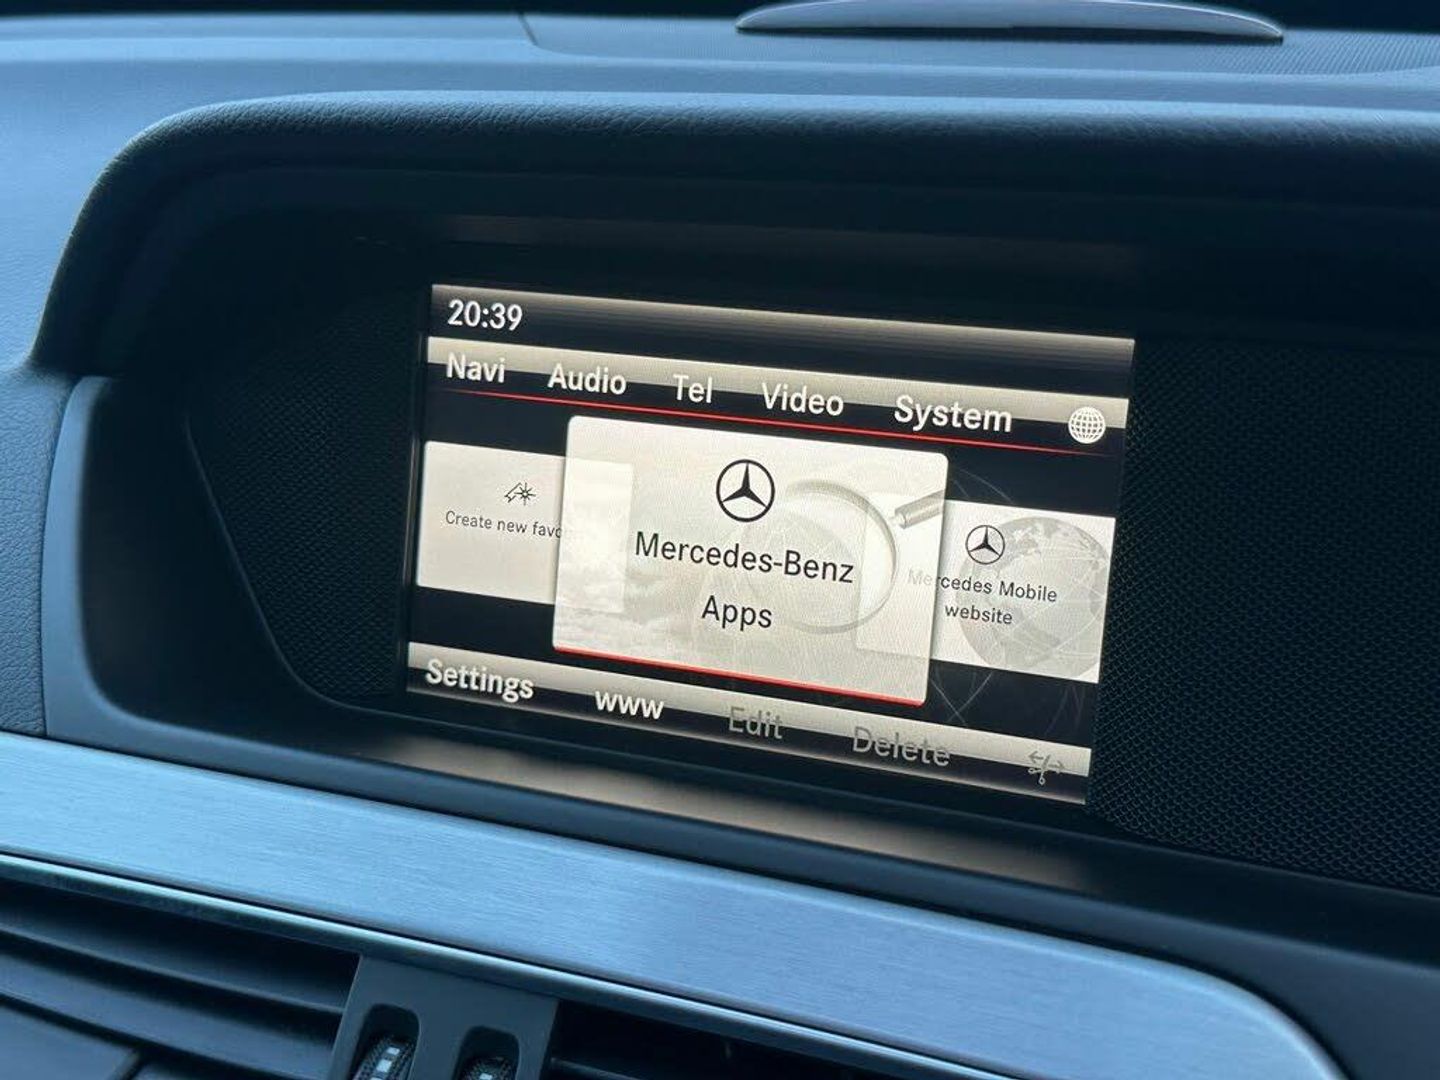 20:39
Navi Audio Tel Video System
Create new favo
Mercedes-Benz
Apps
Mercedes Mobile
website
Settings www Edit Delete